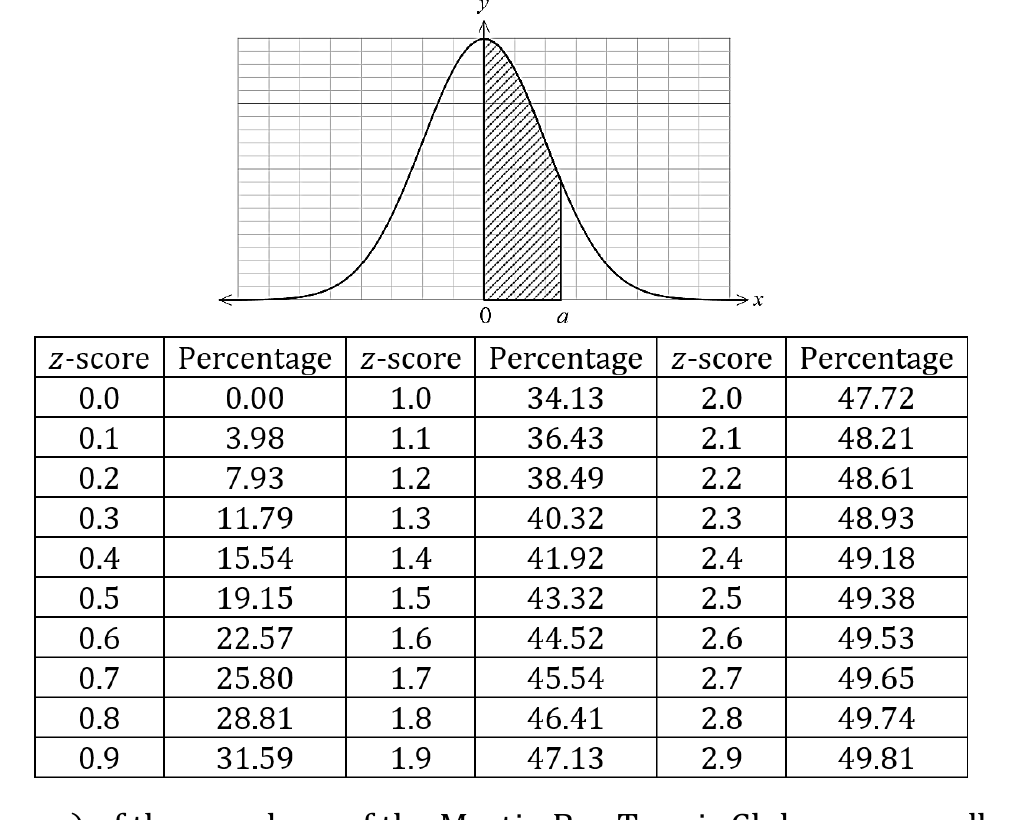 y
x
0 a
z-score Percentage z-score Percentage z-score Percentage
0.0 0.00 1.0 34.13 2.0 47.72
0.1 3.98 1.1 36.43 2.1 48.21
0.2 7.93 1.2 38.49 2.2 48.61
0.3 11.79 1.3 40.32 2.3 48.93
0.4 15.54 1.4 41.92 2.4 49.18
0.5 19.15 1.5 43.32 2.5 49.38
0.6 22.57 1.6 44.52 2.6 49.53
0.7 25.80 1.7 45.54 2.7 49.65
0.8 28.81 1.8 46.41 2.8 49.74
0.9 31.59 1.9 47.13 2.9 49.81